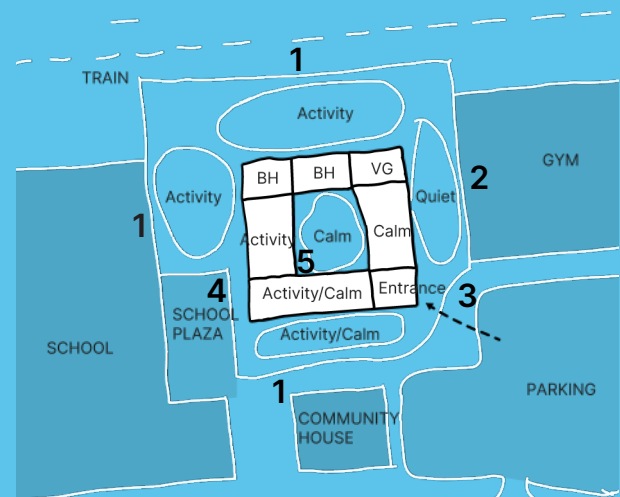 1
TRAIN
Activity
GYM
BH
BH
VG
2
Activity
Quiet
1
Activity
Calm
Calm
5
4
Activity/Calm
Entrance
3
SCHOOL
PLAZA
Activity/Calm
SCHOOL
PARKING
1
COMMUNITY
HOUSE